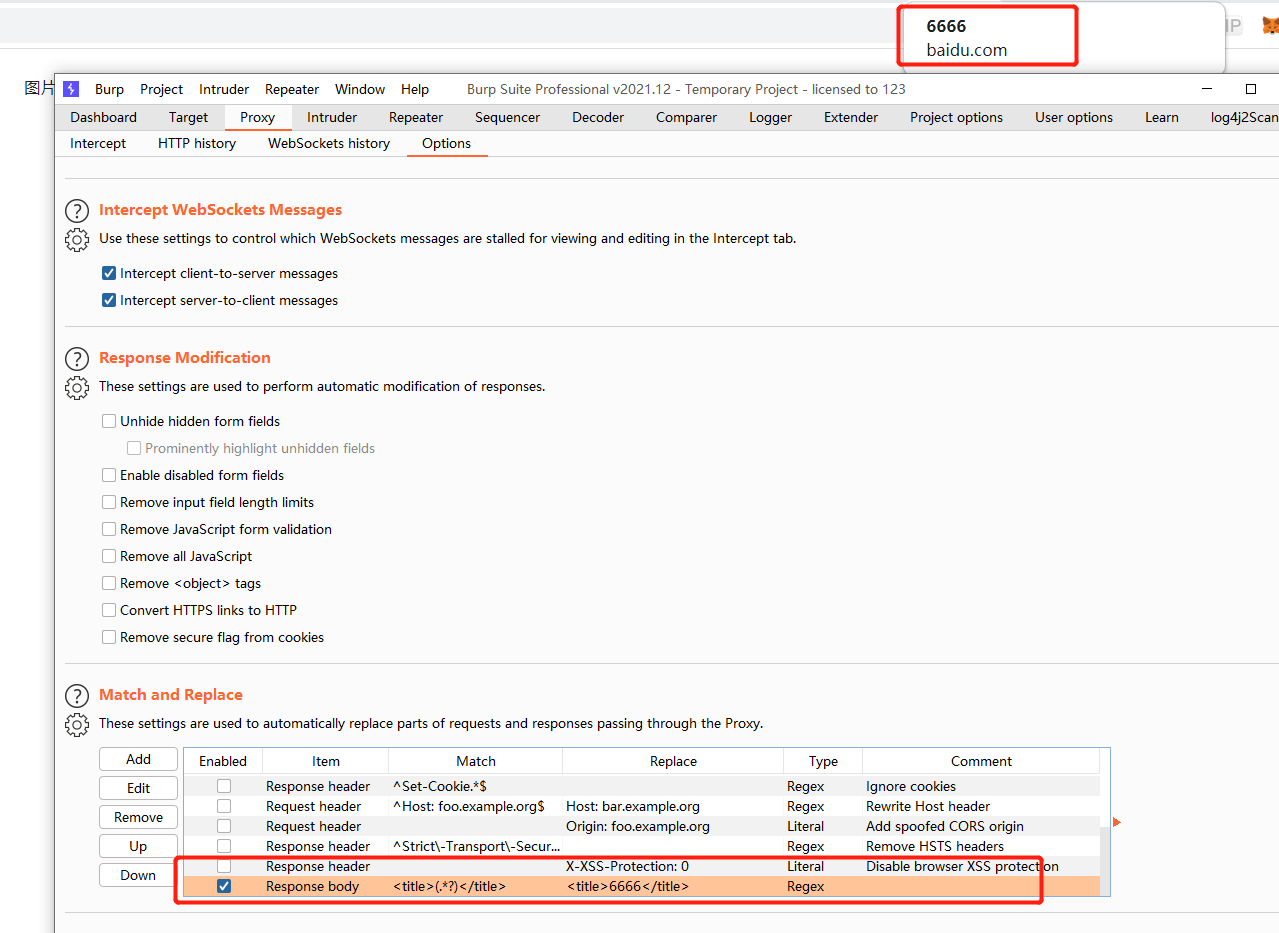 6666
baidu.com
IP
图片
Burp Project Intruder Repeater Window Help Burp Suite Professional v2021.12 - Temporary Project - licensed to 123
Dashboard Target Proxy Intruder Repeater Sequencer Decoder Comparer Logger Extender Project options User options Learn log4j2Scan
Intercept HTTP history WebSockets history Options
? Intercept WebSockets Messages
Use these settings to control which WebSockets messages are stalled for viewing and editing in the Intercept tab.
Intercept client-to-server messages
Intercept server-to-client messages
? Response Modification
These settings are used to perform automatic modification of responses.
Unhide hidden form fields
Prominently highlight unhidden fields
Enable disabled form fields
Remove input field length limits
Remove JavaScript form validation
Remove all JavaScript
Remove <object> tags
Convert HTTPS links to HTTP
Remove secure flag from cookies
? Match and Replace
These settings are used to automatically replace parts of requests and responses passing through the Proxy.
Add
Edit
Remove
Up
Down
Enabled Item Match Replace Type Comment
Response header ^Set-Cookie.*$ Regex Ignore cookies
Request header ^Host: foo.example.org$ Host: bar.example.org Regex Rewrite Host header
Request header Origin: foo.example.org Literal Add spoofed CORS origin
Response header ^Strict\-Transport\-Secur... Regex Remove HSTS headers
Response header X-XSS-Protection: 0 Literal Disable browser XSS protection
Response body <title>(.*?)</title> <title>6666</title> Regex